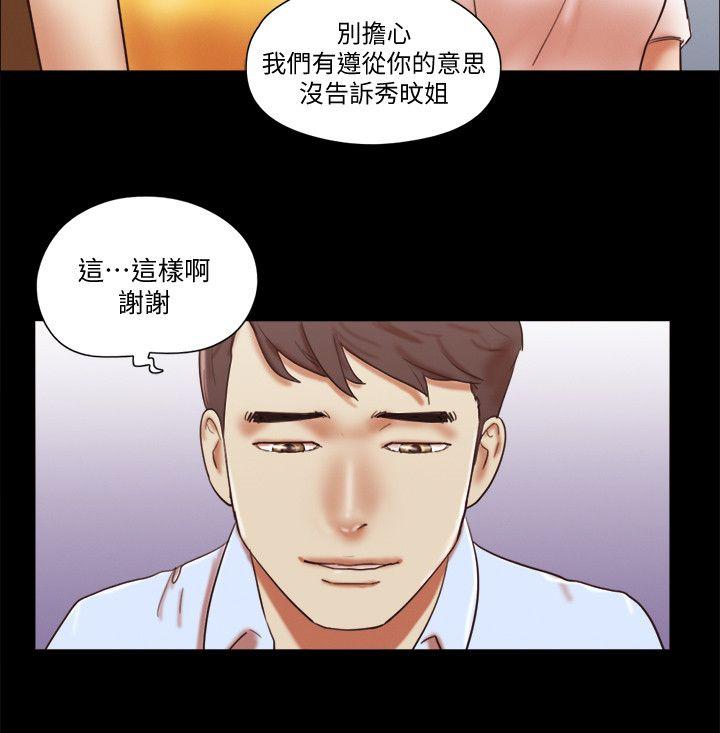 別擔心
我們有遵從你的意思
沒告訴秀旼姐
這⋯這樣啊
謝謝